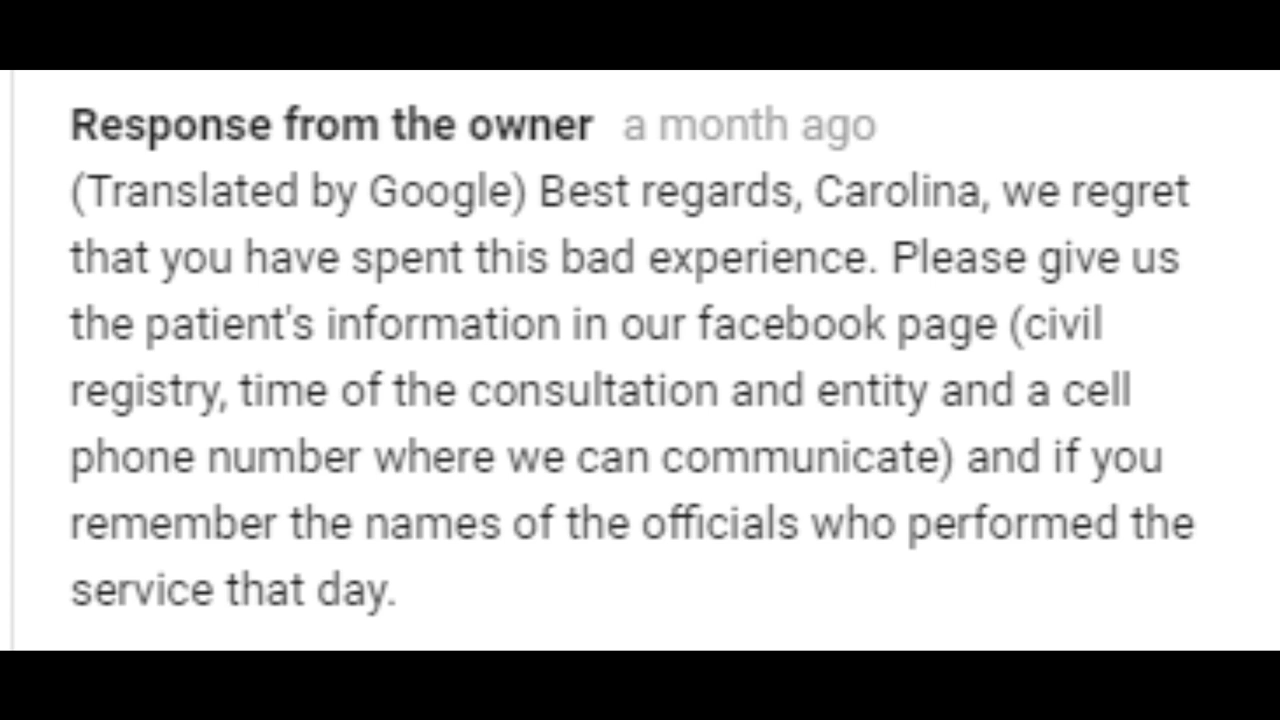 Response from the owner a month ago
(Translated by Google) Best regards, Carolina, we regret
that you have spent this bad experience. Please give us
the patient's information in our facebook page (civil
registry, time of the consultation and entity and a cell
phone number where we can communicate) and if you
remember the names of the officials who performed the
service that day.